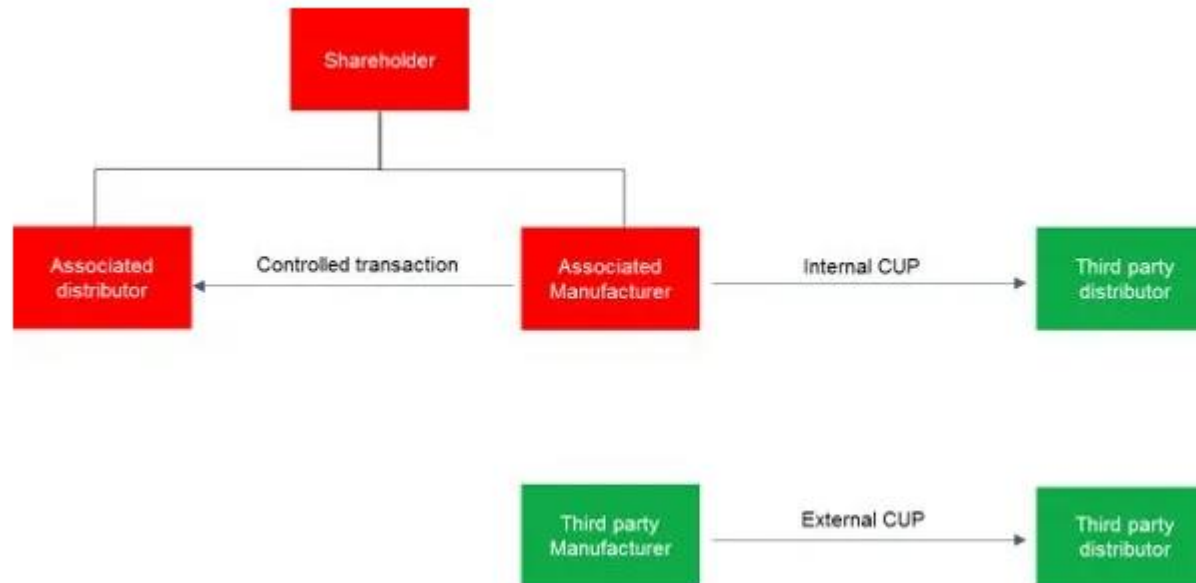 Shareholder
Associated
distributor
Controlled transaction
Associated
Manufacturer
Internal CUP
Third party
distributor
Third party
Manufacturer
External CUP
Third party
distributor